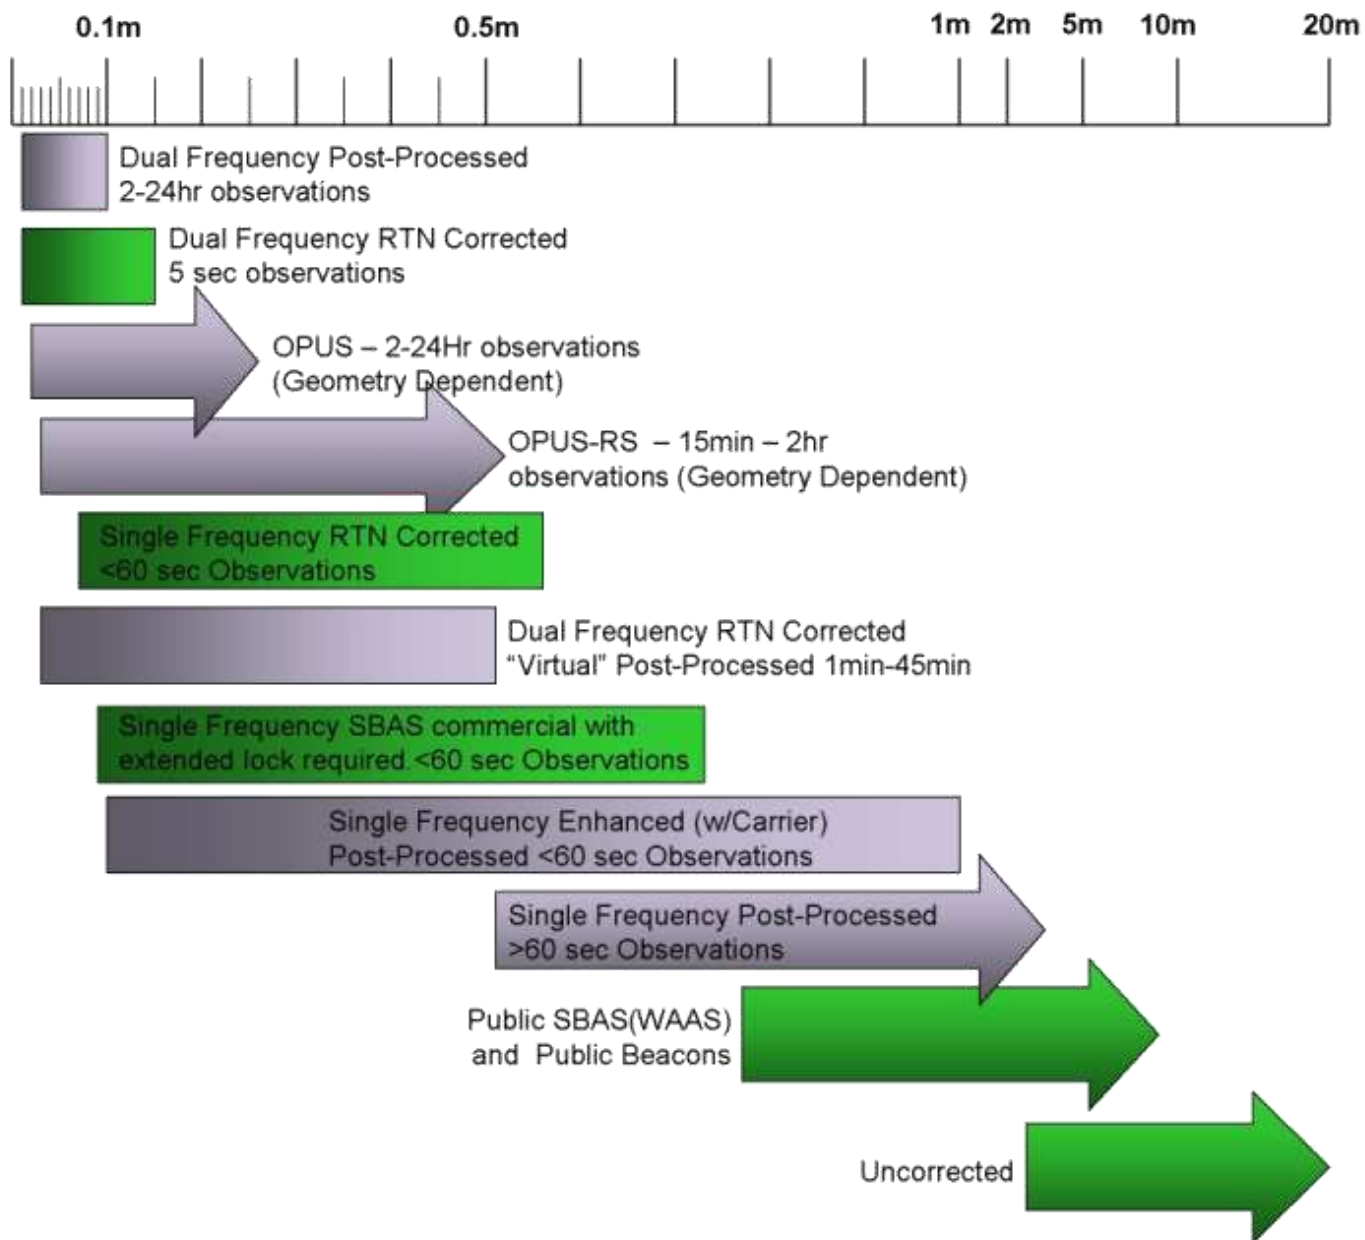 0.1m 0.5m 1m 2m 5m 10m 20m
Dual Frequency Post-Processed
2-24hr observations
Dual Frequency RTN Corrected
5 sec observations
OPUS – 2-24Hr observations
(Geometry Dependent)
OPUS-RS – 15min – 2hr
observations (Geometry Dependent)
Single Frequency RTN Corrected
<60 sec Observations
Dual Frequency RTN Corrected
“Virtual” Post-Processed 1min-45min
Single Frequency SBAS commercial with
extended lock required.<60 sec Observations
Single Frequency Enhanced (w/Carrier)
Post-Processed <60 sec Observations
Single Frequency Post-Processed
>60 sec Observations
Public SBAS(WAAS)
and Public Beacons
Uncorrected